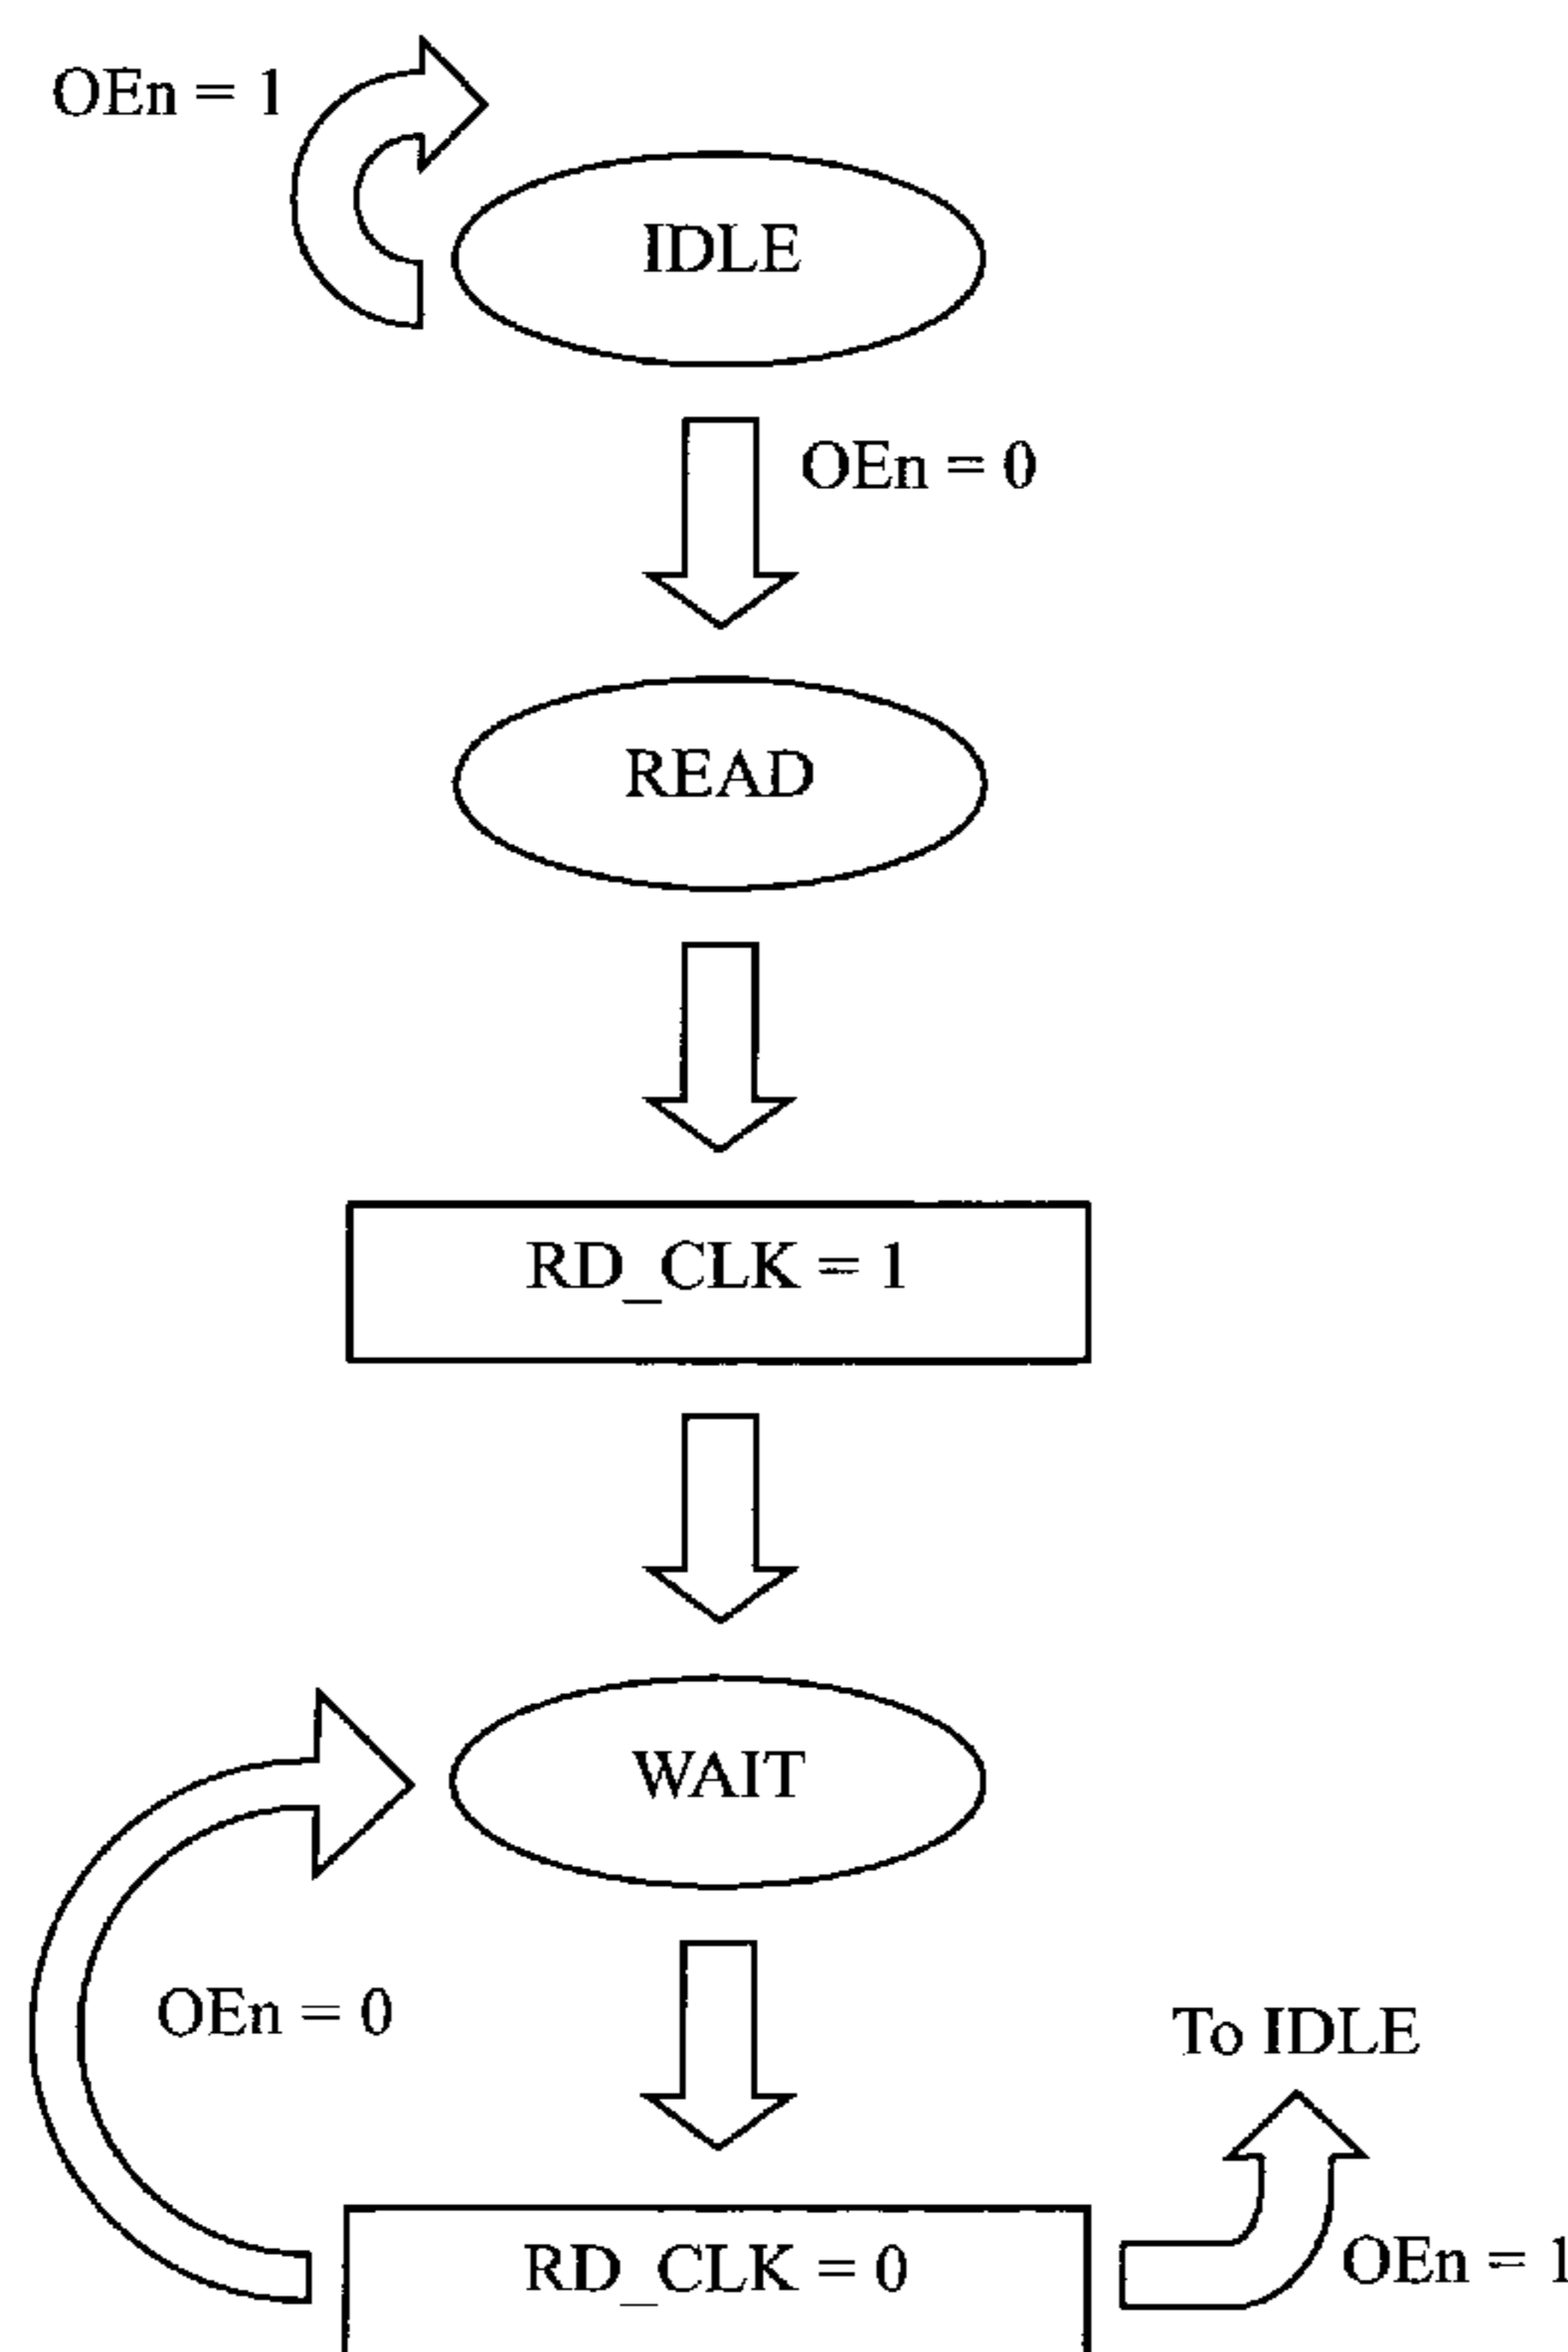 OEn = 1
IDLE
OEn = 0
READ
RD_CLK = 1
WAIT
OEn = 0
To IDLE
RD_CLK = 0
OEn = 1